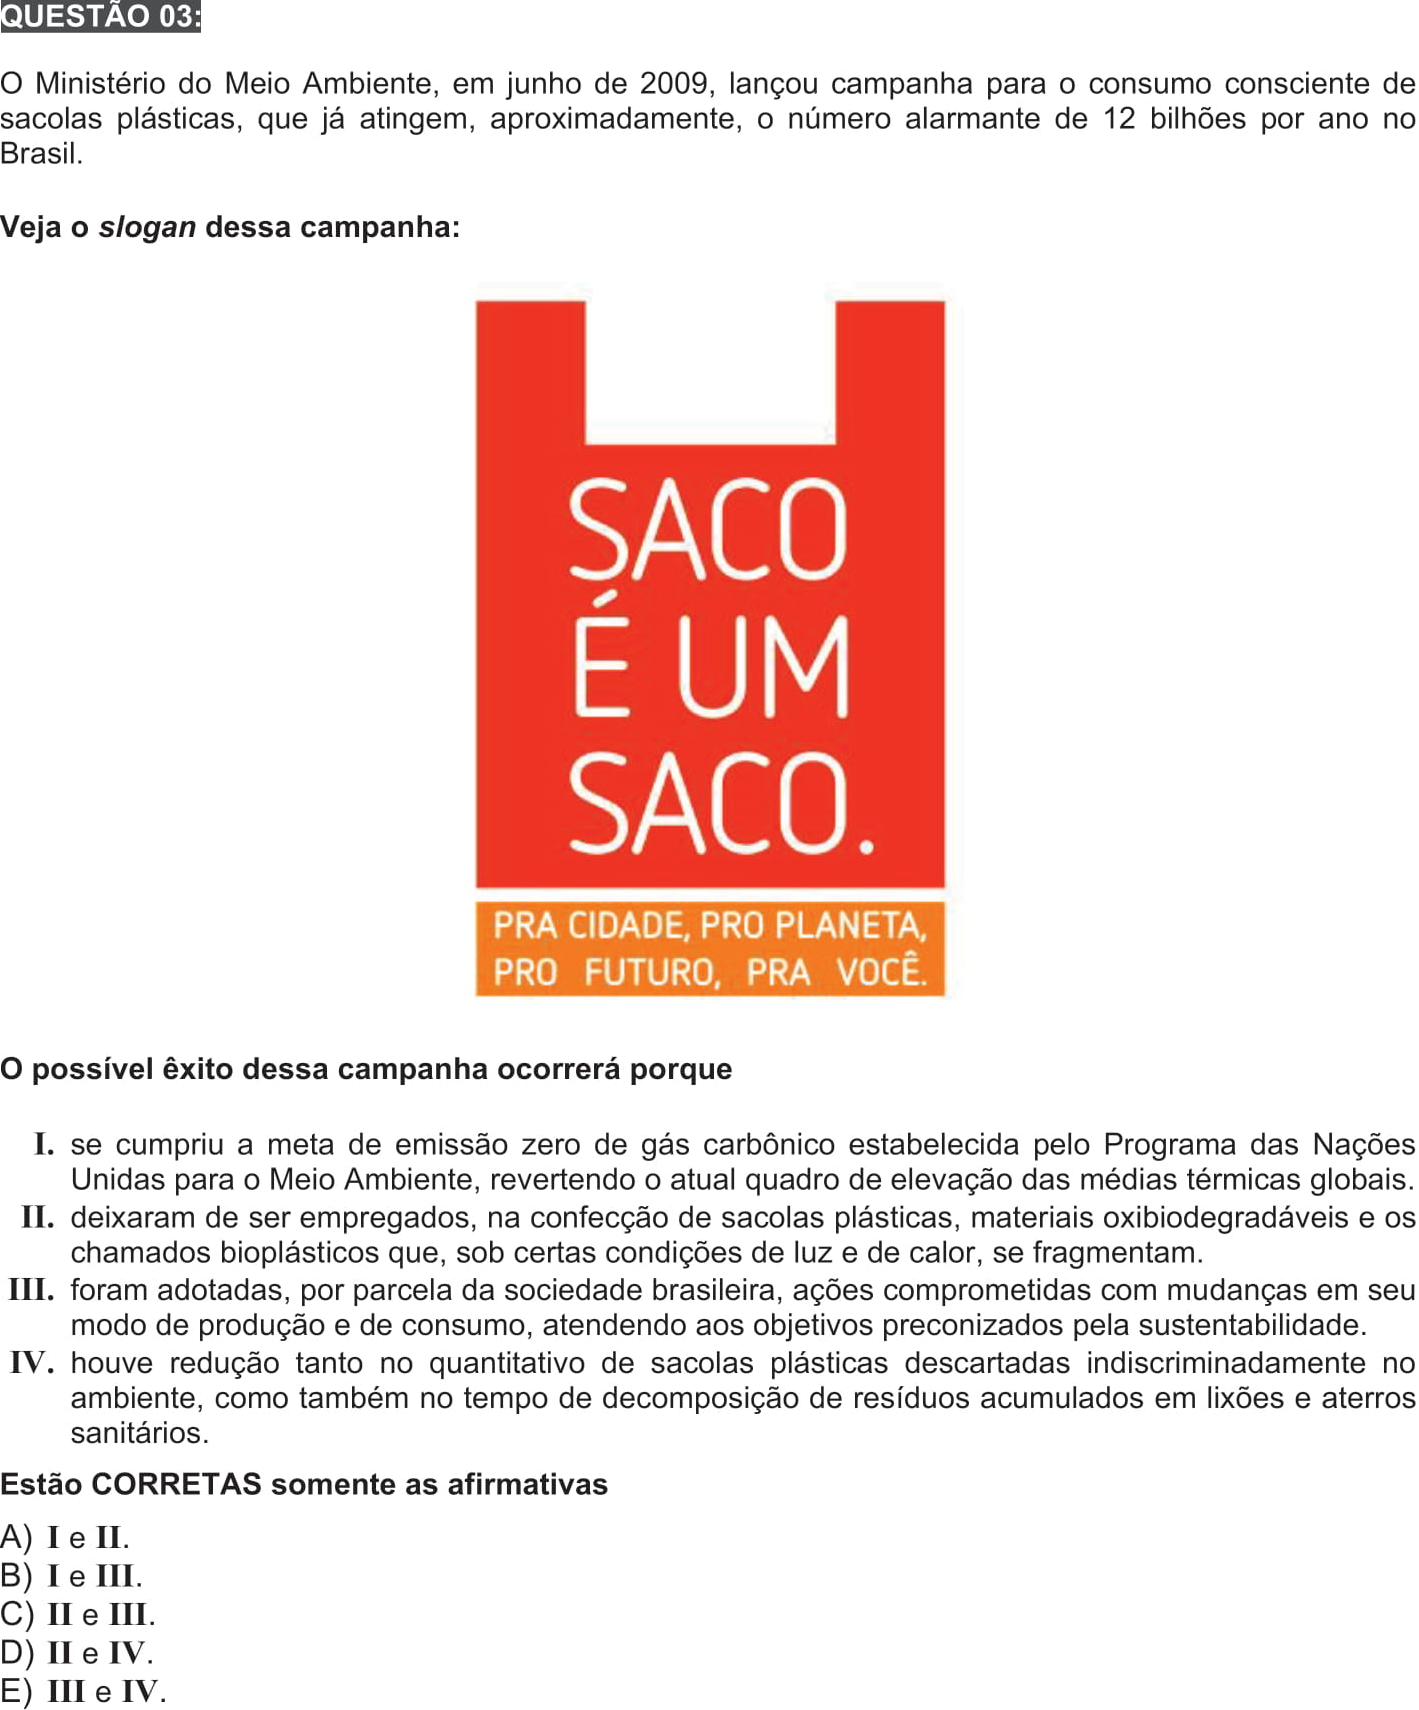 QUESTÃO 03:
O Ministério do Meio Ambiente, em junho de 2009, lançou campanha para o consumo consciente de
sacolas plásticas, que já atingem, aproximadamente, o número alarmante de 12 bilhões por ano no
Brasil.
Veja o slogan dessa campanha:
SACO
É UM
SACO.
PRA CIDADE, PRO PLANETA,
PRO FUTURO, PRA VOCÊ.
O possível êxito dessa campanha ocorrerá porque
I. se cumpriu a meta de emissão zero de gás carbônico estabelecida pelo Programa das Nações
Unidas para o Meio Ambiente, revertendo o atual quadro de elevação das médias térmicas globais.
II. deixaram de ser empregados, na confecção de sacolas plásticas, materiais oxibiodegradáveis e os
chamados bioplásticos que, sob certas condições de luz e de calor, se fragmentam.
III. foram adotadas, por parcela da sociedade brasileira, ações comprometidas com mudanças em seu
modo de produção e de consumo, atendendo aos objetivos preconizados pela sustentabilidade.
IV. houve redução tanto no quantitativo de sacolas plásticas descartadas indiscriminadamente no
ambiente, como também no tempo de decomposição de resíduos acumulados em lixões e aterros
sanitários.
Estão CORRETAS somente as afirmativas
A) I e II.
B) I e III.
C) II e III.
D) II e IV.
E) III e IV.